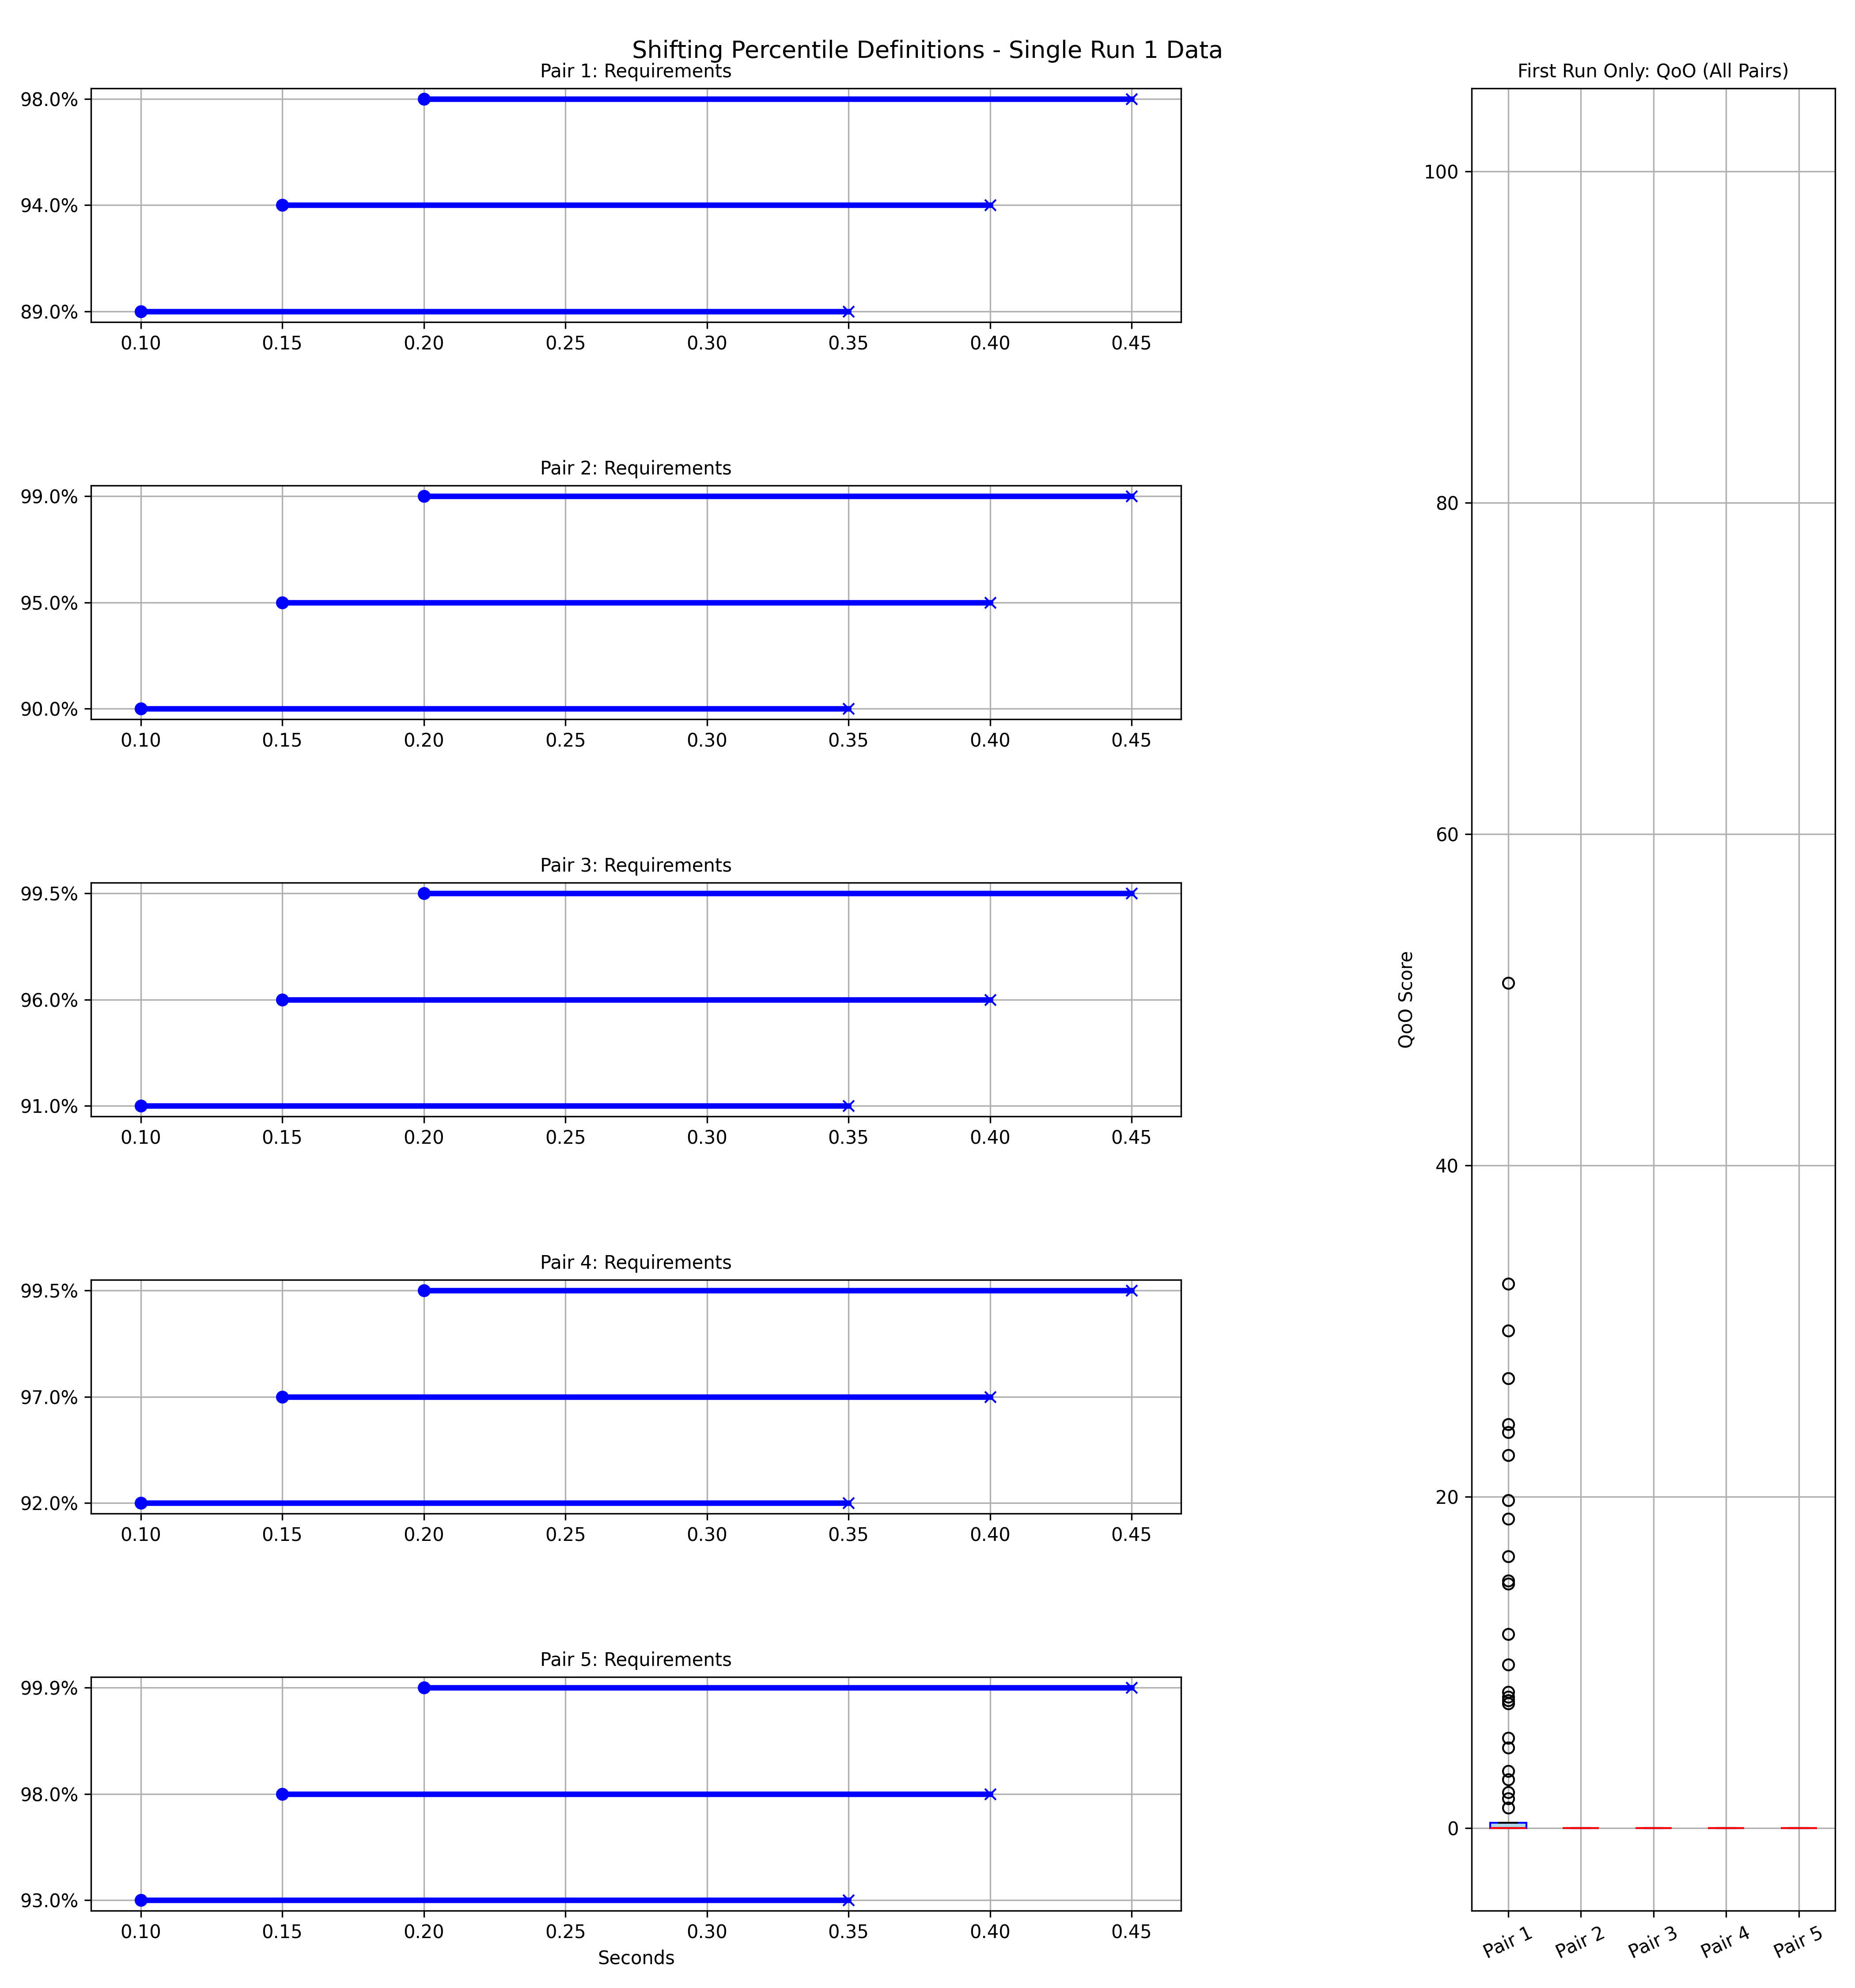 Shifting Percentile Definitions - Single Run 1 Data
Pair 1: Requirements
98.0%
94.0%
89.0%
0.10 0.15 0.20 0.25 0.30 0.35 0.40 0.45
Pair 2: Requirements
99.0%
95.0%
90.0%
0.10 0.15 0.20 0.25 0.30 0.35 0.40 0.45
Pair 3: Requirements
99.5%
96.0%
91.0%
0.10 0.15 0.20 0.25 0.30 0.35 0.40 0.45
Pair 4: Requirements
99.5%
97.0%
92.0%
0.10 0.15 0.20 0.25 0.30 0.35 0.40 0.45
Pair 5: Requirements
99.9%
98.0%
93.0%
0.10 0.15 0.20 0.25 0.30 0.35 0.40 0.45
Seconds
First Run Only: QoO (All Pairs)
QoO Score
100
80
60
40
20
0
Pair 1 Pair 2 Pair 3 Pair 4 Pair 5